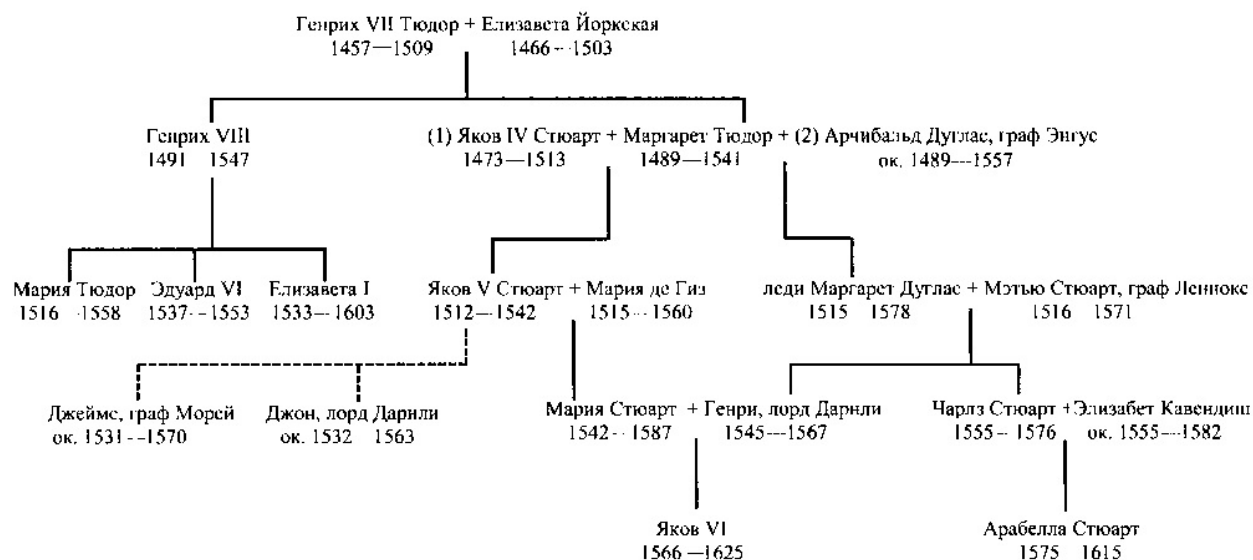 Генрих VII Тюдор + Елизавета Йоркская
1457—1509 1466--1503
Генрих VIII (1) Яков IV Стюарт + Маргарет Тюдор + (2) Арчибальд Дуглас, граф Энгус
1491 1547 1473—1513 1489—1541 ок. 1489---1557
Мария Тюдор Эдуард VI Елизавета I Яков V Стюарт + Мария де Гиз леди Маргарет Дуглас + Мэтью Стюарт, граф Леннокс
1516 1558 1537--1553 1533—1603 1512—1542 1515--1560 1515 1578 1516 1571
Джеймс, граф Морей Джон, лорд Дарнли Мария Стюарт + Генри, лорд Дарнли Чарлз Стюарт +Элизабет Кавендиш
ок. 1531--1570 ок. 1532 1563 1542--1587 1545---1567 1555--1576 ок. 1555---1582
Яков VI Арабелла Стюарт
1566—1625 1575 1615